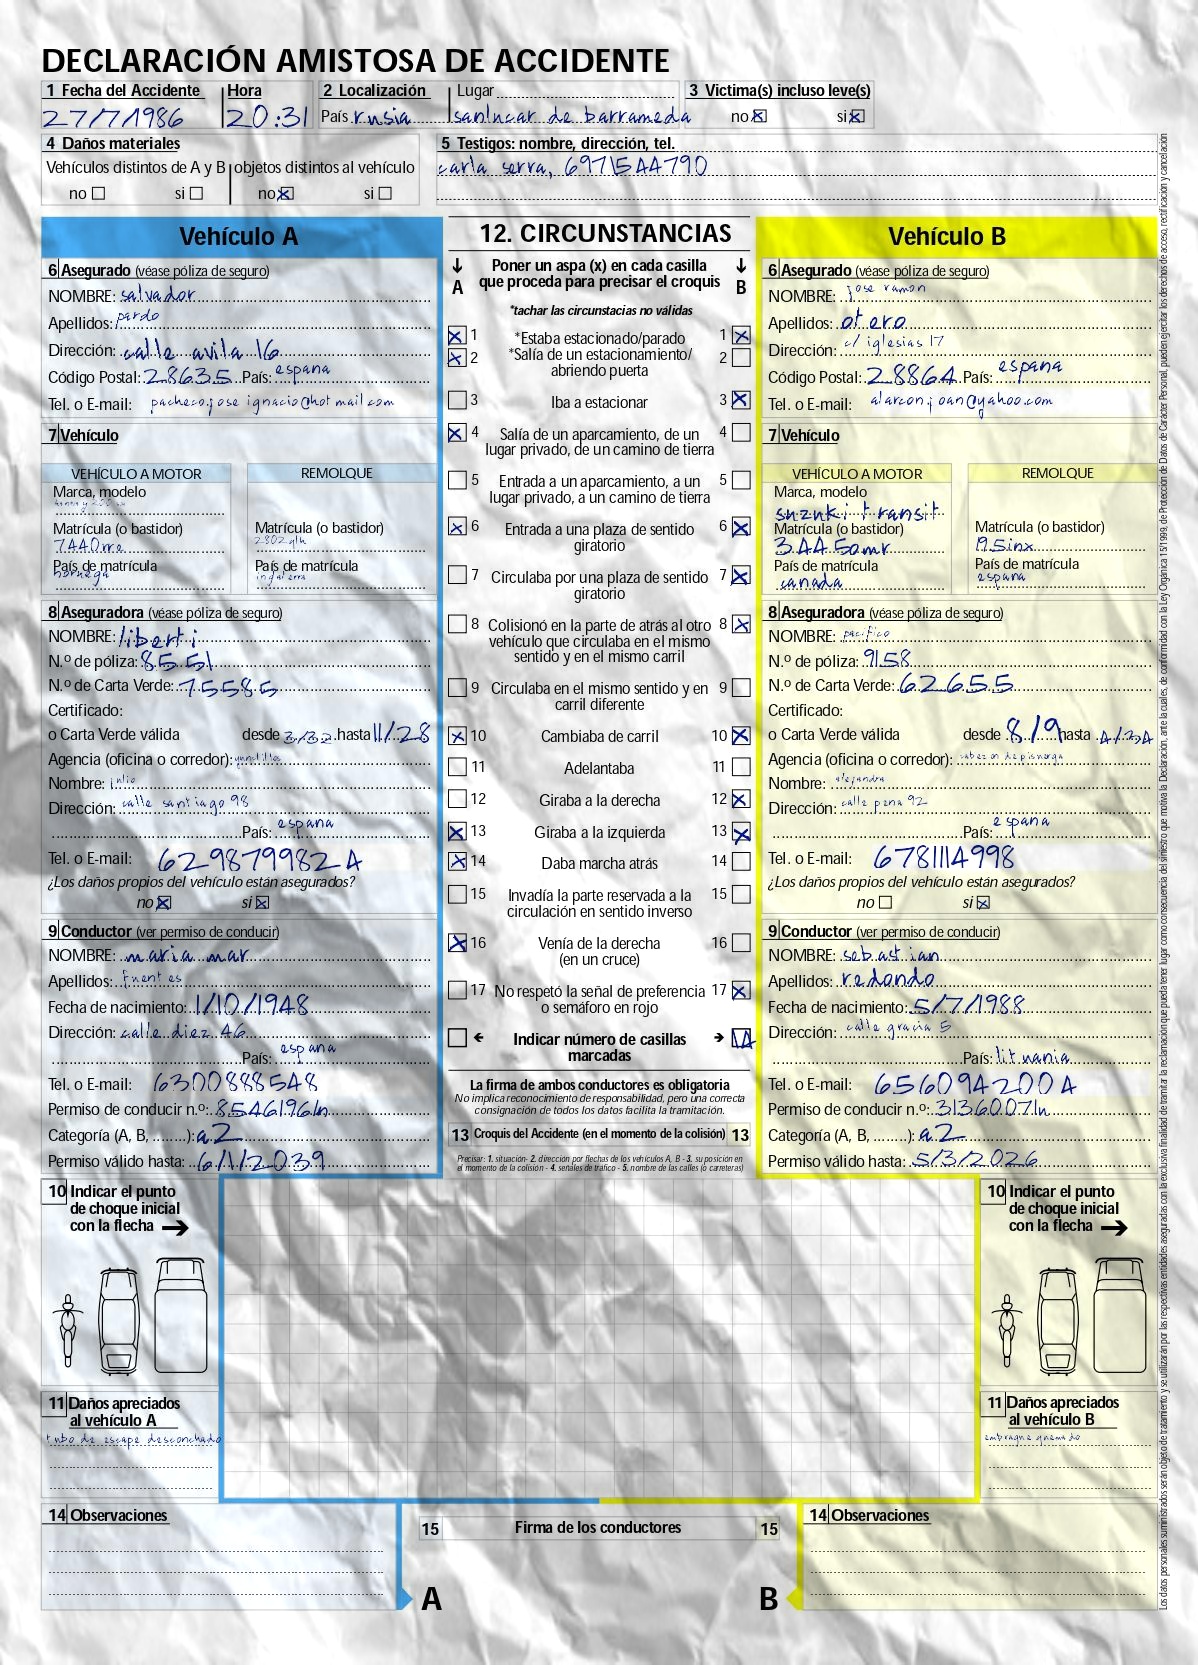 DECLARACIÓN AMISTOSA DE ACCIDENTE
1 Fecha del Accidente Hora 2 Localización Lugar 3 Victima(s) incluso leve(s)
27/7/1986 20:31 País rusia sanlucar de barrameda no si
4 Daños materiales
Vehículos distintos de A y B objetos distintos al vehículo
no si no si
5 Testigos: nombre, dirección, tel.
carla serra, 6971544790
Vehículo A
6 Asegurado (véase póliza de seguro)
NOMBRE: salvador
Apellidos: pardo
Dirección: calle avila 16
Código Postal: 28635 País: espana
Tel. o E-mail: pacheco.jose ignacio@hotmail.com
7 Vehículo
VEHÍCULO A MOTOR REMOLQUE
Marca, modelo
Matrícula (o bastidor) Matrícula (o bastidor)
7440rra 2802glh
País de matrícula País de matrícula
noruega inglaterra
8 Aseguradora (véase póliza de seguro)
NOMBRE: liberti
N.º de póliza: 8551
N.º de Carta Verde: 75585
Certificado:
o Carta Verde válida desde 3/32 hasta 11/28
Agencia (oficina o corredor):
Nombre: julio
Dirección: calle santiago 98
País: espana
Tel. o E-mail: 6298799824
¿Los daños propios del vehículo están asegurados?
no si
9 Conductor (ver permiso de conducir)
NOMBRE: maria mar
Apellidos: fuentes
Fecha de nacimiento: 1/10/1948
Dirección: calle diez 46
País: espana
Tel. o E-mail: 6300888548
Permiso de conducir n.º: 8546196ln
Categoría (A, B, ........): a2
Permiso válido hasta: 6/1/2039
10 Indicar el punto
de choque inicial
con la flecha
11 Daños apreciados
al vehículo A
tubo de escape desconchado
14 Observaciones
12. CIRCUNSTANCIAS
Poner un aspa (x) en cada casilla
que proceda para precisar el croquis
A B
*tachar las circunstacias no válidas
1 *Estaba estacionado/parado 1
2 *Salía de un estacionamiento/ 2
abriendo puerta
3 Iba a estacionar 3
4 Salía de un aparcamiento, de un 4
lugar privado, de un camino de tierra
5 Entrada a un aparcamiento, a un 5
lugar privado, a un camino de tierra
6 Entrada a una plaza de sentido 6
giratorio
7 Circulaba por una plaza de sentido 7
giratorio
8 Colisionó en la parte de atrás al otro 8
vehículo que circulaba en el mismo
sentido y en el mismo carril
9 Circulaba en el mismo sentido y en 9
carril diferente
10 Cambiaba de carril 10
11 Adelantaba 11
12 Giraba a la derecha 12
13 Giraba a la izquierda 13
14 Daba marcha atrás 14
15 Invadía la parte reservada a la 15
circulación en sentido inverso
16 Venía de la derecha 16
(en un cruce)
17 No respetó la señal de preferencia 17
o semáforo en rojo
Indicar número de casillas
marcadas
La firma de ambos conductores es obligatoria
No implica reconocimiento de responsabilidad, pero una correcta
consignación de todos los datos facilita la tramitación.
13 Croquis del Accidente (en el momento de la colisión) 13
Precisar: 1. situación- 2. dirección por flechas de los vehículos A, B - 3. su posición en
el momento de la colisión - 4. señales de tráfico - 5. nombre de las calles (o carreteras)
15 Firma de los conductores 15
A B
Vehículo B
6 Asegurado (véase póliza de seguro)
NOMBRE: jose ramon
Apellidos: otero
Dirección: c/ iglesias 17
Código Postal: 28864 País: espana
Tel. o E-mail: alarconjoan@yahoo.com
7 Vehículo
VEHÍCULO A MOTOR REMOLQUE
Marca, modelo
suzuki transit
Matrícula (o bastidor) Matrícula (o bastidor)
3445amr 195inx
País de matrícula País de matrícula
canada espana
8 Aseguradora (véase póliza de seguro)
NOMBRE: pacifico
N.º de póliza: 9158
N.º de Carta Verde: 62655
Certificado:
o Carta Verde válida desde 8/9 hasta 4/34
Agencia (oficina o corredor): cabezon de pisuerga
Nombre: alejandra
Dirección: calle pena 92
País: espana
Tel. o E-mail: 6781114998
¿Los daños propios del vehículo están asegurados?
no si
9 Conductor (ver permiso de conducir)
NOMBRE: sebastian
Apellidos: redondo
Fecha de nacimiento: 5/7/1988
Dirección: calle gracia 5
País: lituania
Tel. o E-mail: 6560942004
Permiso de conducir n.º: 3136007ln
Categoría (A, B, ........): a2
Permiso válido hasta: 5/3/2026
10 Indicar el punto
de choque inicial
con la flecha
11 Daños apreciados
al vehículo B
embrague quemado
14 Observaciones
Los datos personales suministrados serán objeto de tratamiento y se utilizarán por las respectivas entidades aseguradas con la exclusiva finalidad de tramitar la reclamación que pueda tener lugar como consecuencia del siniestro que motiva la Declaración, ante la cuales, de conformidad con la Ley Orgánica 15/1999, de Protección de Datos de Carácter Personal, pueden ejercitar los derechos de acceso, rectificación y cancelación